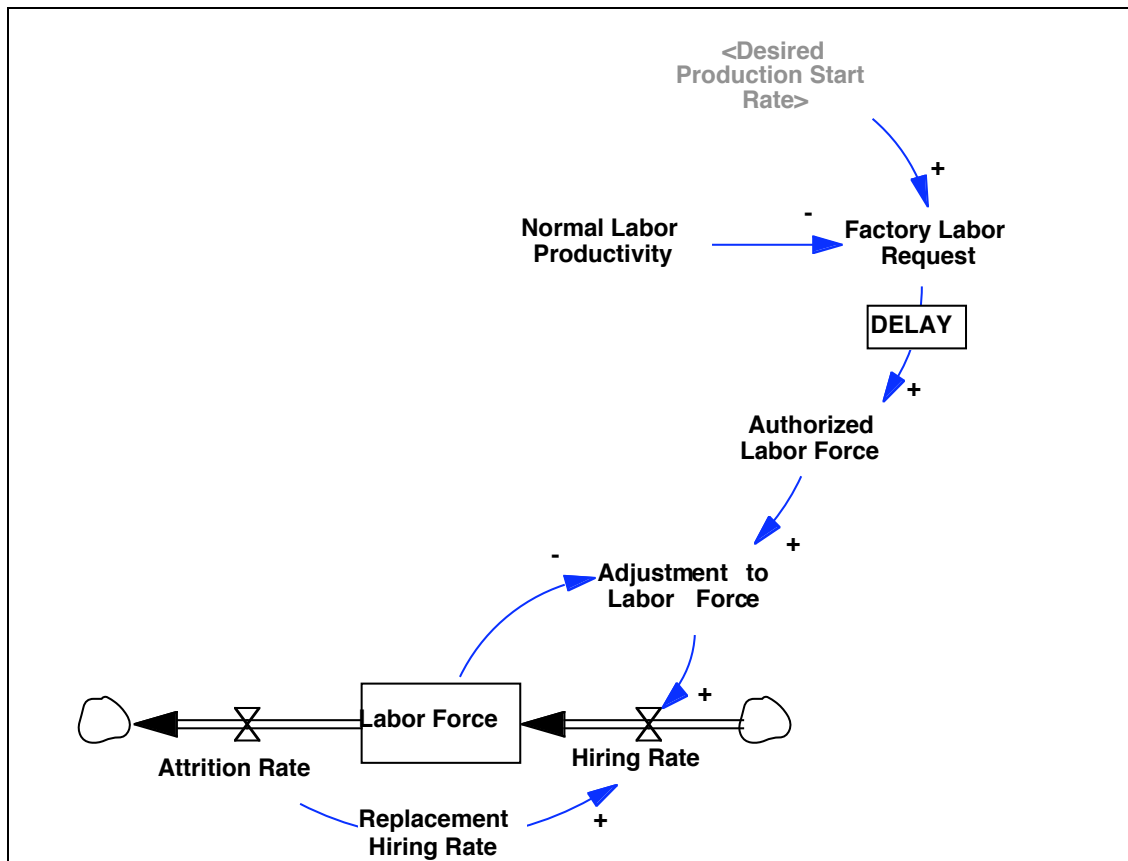 <Desired
Production Start
Rate>
+
-
Normal Labor
Productivity
Factory Labor
Request
DELAY
+
Authorized
Labor Force
+
-
Adjustment to
Labor Force
+
Labor Force
Hiring Rate
Attrition Rate
Replacement
Hiring Rate
+